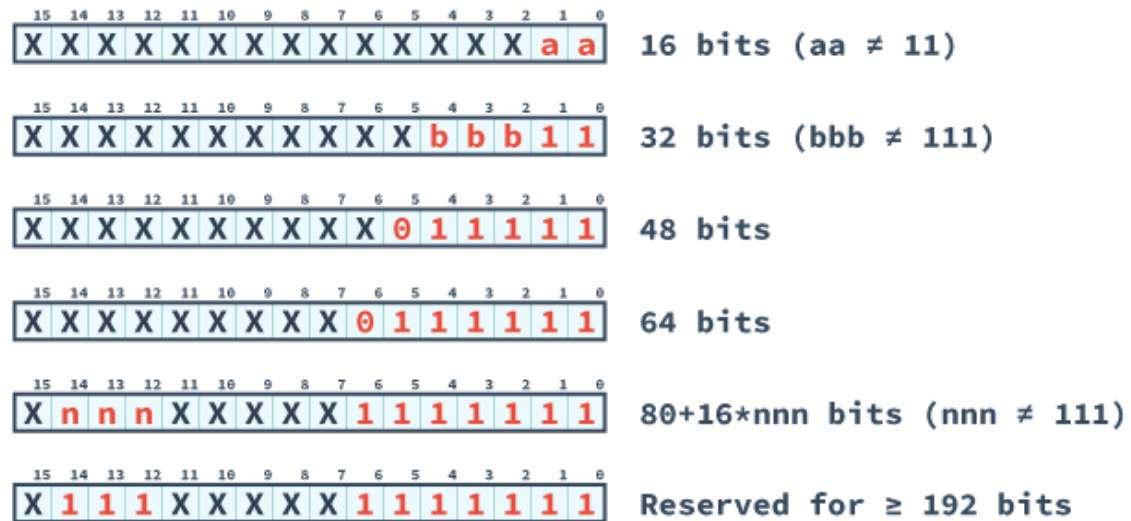 15 14 13 12 11 10 9 8 7 6 5 4 3 2 1 0
X X X X X X X X X X X X X X a a 16 bits (aa ≠ 11)
15 14 13 12 11 10 9 8 7 6 5 4 3 2 1 0
X X X X X X X X X X X b b b 1 1 32 bits (bbb ≠ 111)
15 14 13 12 11 10 9 8 7 6 5 4 3 2 1 0
X X X X X X X X X X 0 1 1 1 1 1 48 bits
15 14 13 12 11 10 9 8 7 6 5 4 3 2 1 0
X X X X X X X X X 0 1 1 1 1 1 1 64 bits
15 14 13 12 11 10 9 8 7 6 5 4 3 2 1 0
X n n n X X X X X 1 1 1 1 1 1 1 80+16*nnn bits (nnn ≠ 111)
15 14 13 12 11 10 9 8 7 6 5 4 3 2 1 0
X 1 1 1 X X X X X 1 1 1 1 1 1 1 Reserved for ≥ 192 bits